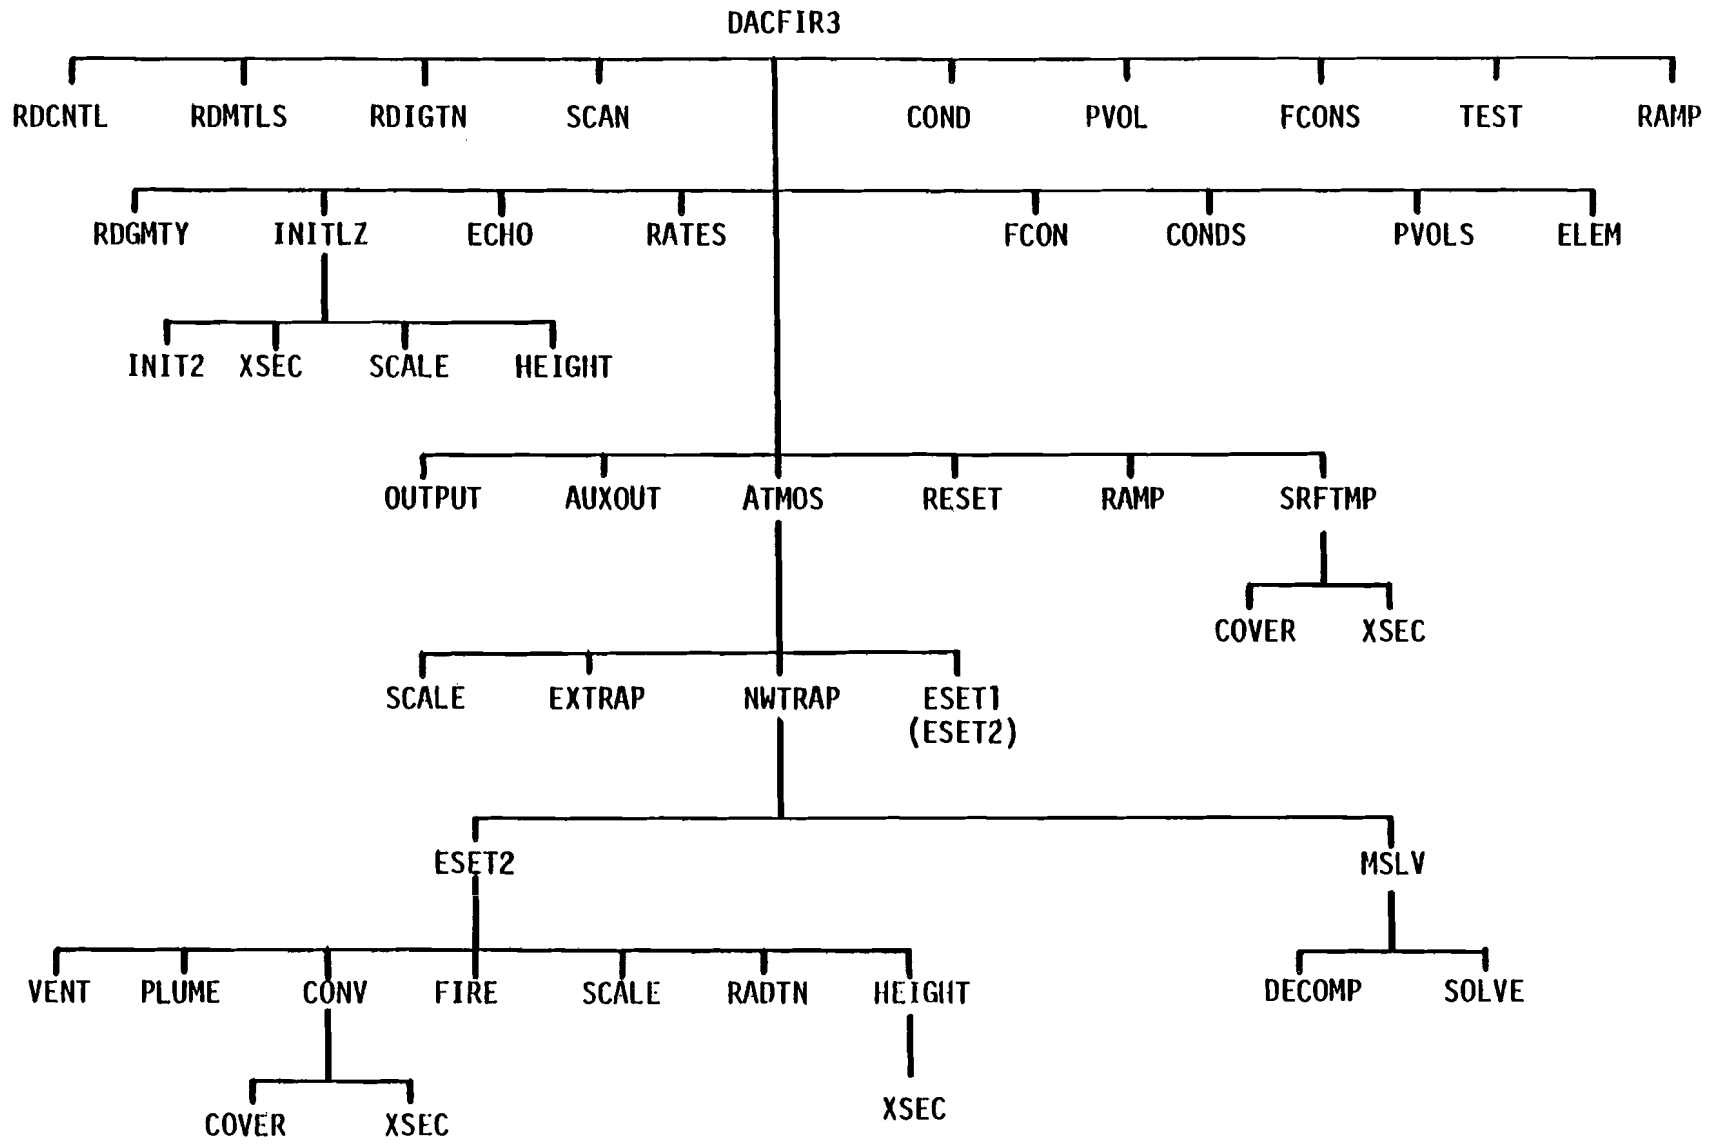 DACFIR3
RDCNTL RDMTLS RDIGTN SCAN COND PVOL FCONS TEST RAMP
RDGMTY INITLZ ECHO RATES FCON CONDS PVOLS ELEM
INIT2 XSEC SCALE HEIGHT
OUTPUT AUXOUT ATMOS RESET RAMP SRFTMP
COVER XSEC
SCALE EXTRAP NWTRAP ESET1
(ESET2)
ESET2 MSLV
VENT PLUME CONV FIRE SCALE RADTN HEIGHT DECOMP SOLVE
XSEC
COVER XSEC